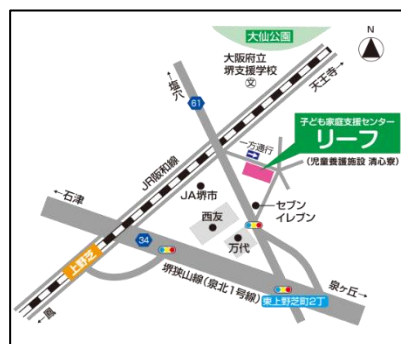 大仙公園
N
大阪府立
堺支援学校
文
天王寺→
←塩穴
61
子ども家庭支援センター
リーフ
(児童養護施設 清心寮)
一方通行
JR阪和線
JA堺市
セブン
イレブン
←石津
西友
万代
34
上野芝
堺狭山線(泉北1号線)
泉ヶ丘→
東上野芝町2丁
←鳳